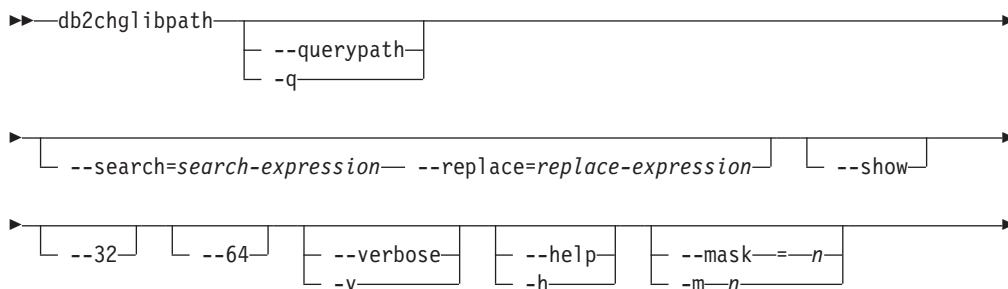 db2chglibpath --querypath
-q
--search=search-expression --replace=replace-expression --show
--32 --64 --verbose --help --mask = n
-v -h -m n